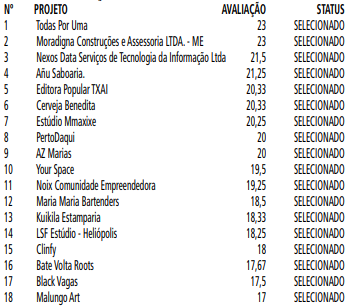 Nº PROJETO AVALIAÇÃO STATUS
1 Todas Por Uma 23 SELECIONADO
2 Moradigna Construções e Assessoria LTDA. - ME 23 SELECIONADO
3 Nexos Data Serviços de Tecnologia da Informação Ltda 21,5 SELECIONADO
4 Añu Saboaria. 21,25 SELECIONADO
5 Editora Popular TXAI 20,33 SELECIONADO
6 Cerveja Benedita 20,33 SELECIONADO
7 Estúdio Mmaxixe 20,25 SELECIONADO
8 PertoDaqui 20 SELECIONADO
9 AZ Marias 20 SELECIONADO
10 Your Space 19,5 SELECIONADO
11 Noix Comunidade Empreendedora 19,25 SELECIONADO
12 Maria Maria Bartenders 18,5 SELECIONADO
13 Kuikila Estamparia 18,33 SELECIONADO
14 LSF Estúdio - Heliópolis 18,25 SELECIONADO
15 Clinfy 18 SELECIONADO
16 Bate Volta Roots 17,67 SELECIONADO
17 Black Vagas 17,5 SELECIONADO
18 Malungo Art 17 SELECIONADO